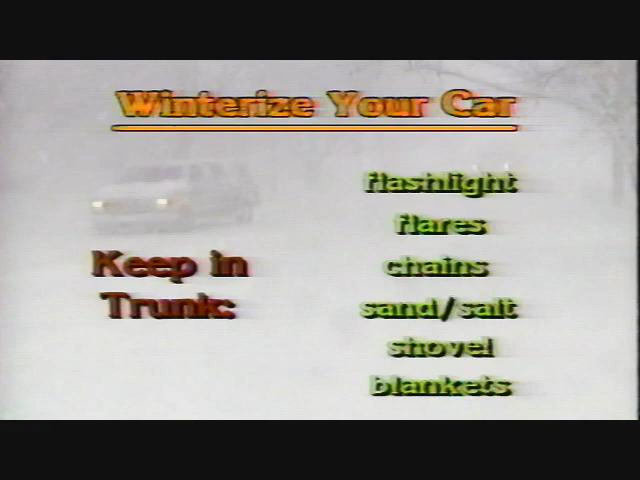 Winterize Your Car
Keep in
Trunk:
flashlight
flares
chains
sand/salt
shovel
blankets